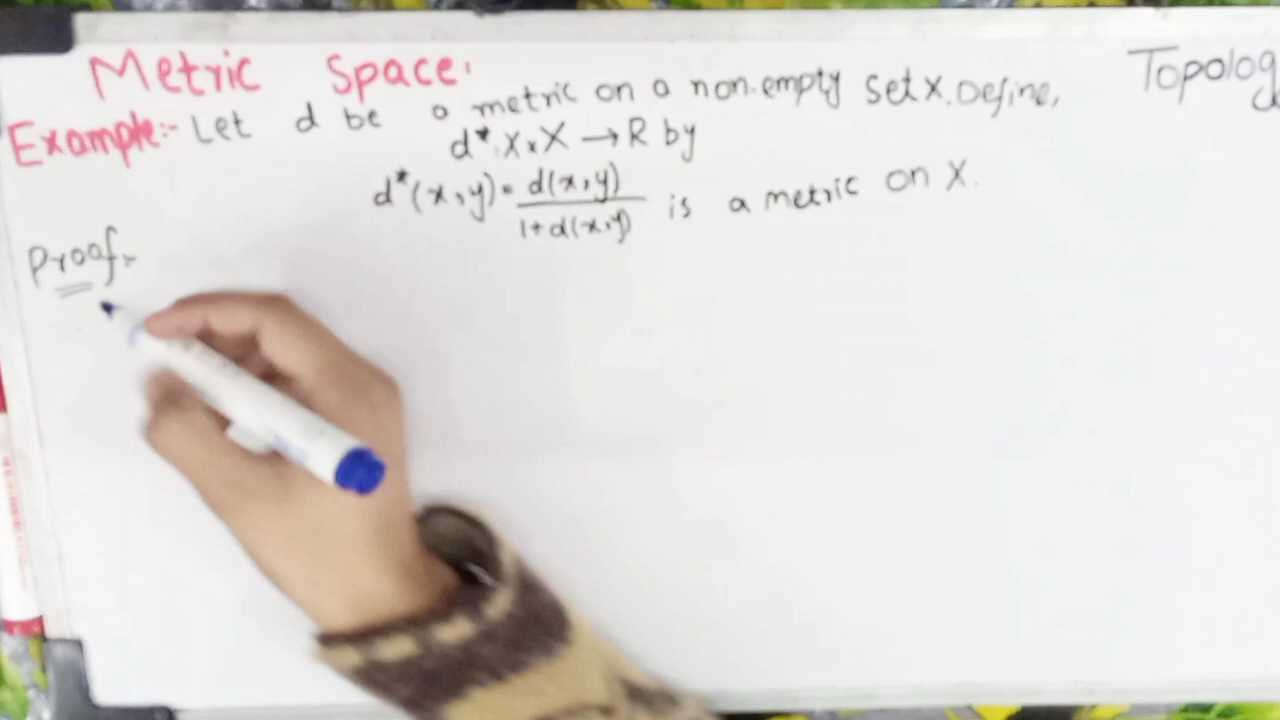 Metric Space:
Topolog
Example:- Let d be a metric on a non-empty set X. Define,
d*: X x X → R by
d*(x,y) = d(x,y) / 1+d(x,y) is a metric on X.
Proof:-